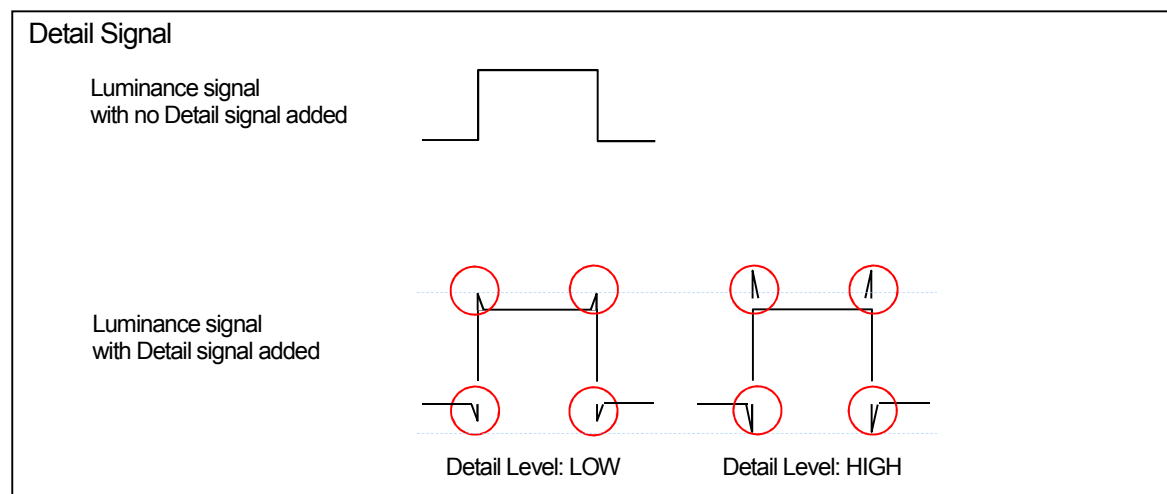 Detail Signal
Luminance signal
with no Detail signal added
Luminance signal
with Detail signal added
Detail Level: LOW
Detail Level: HIGH